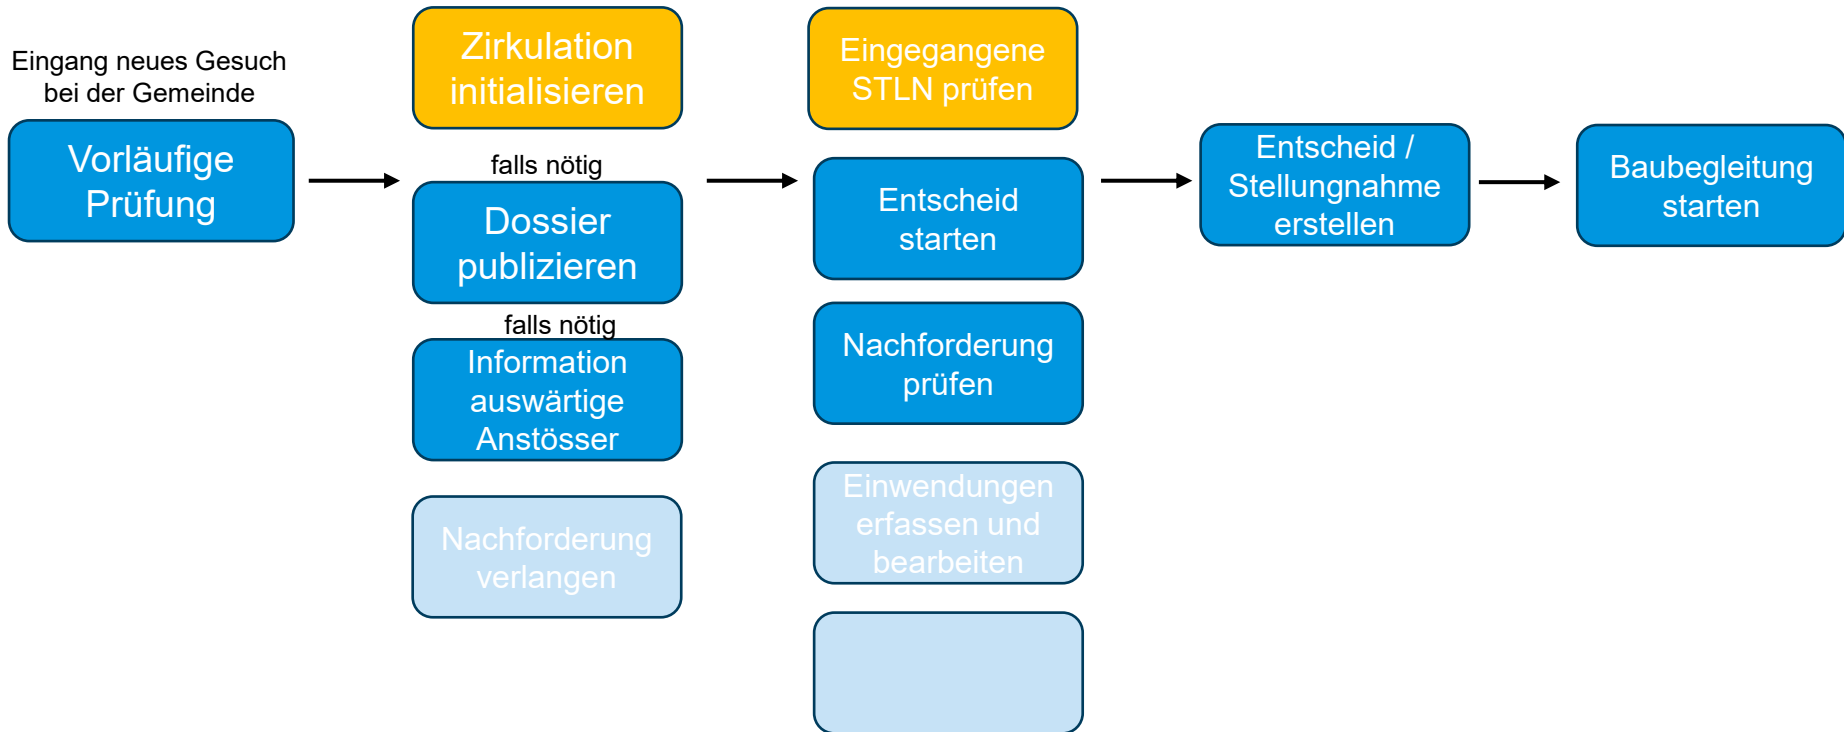 Eingang neues Gesuch
bei der Gemeinde
Vorläufige
Prüfung
Zirkulation
initialisieren
falls nötig
Dossier
publizieren
falls nötig
Information
auswärtige
Anstösser
Nachforderung
verlangen
Eingegangene
STLN prüfen
Entscheid
starten
Nachforderung
prüfen
Einwendungen
erfassen und
bearbeiten
Entscheid /
Stellungnahme
erstellen
Baubegleitung
starten